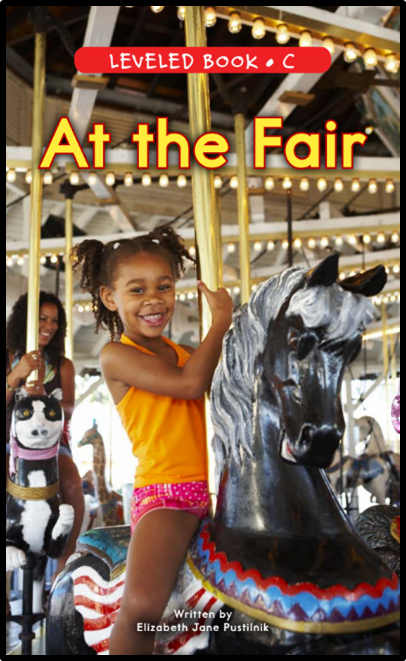 LEVELED BOOK • C
At the Fair
Written by
Elizabeth Jane Pustilnik